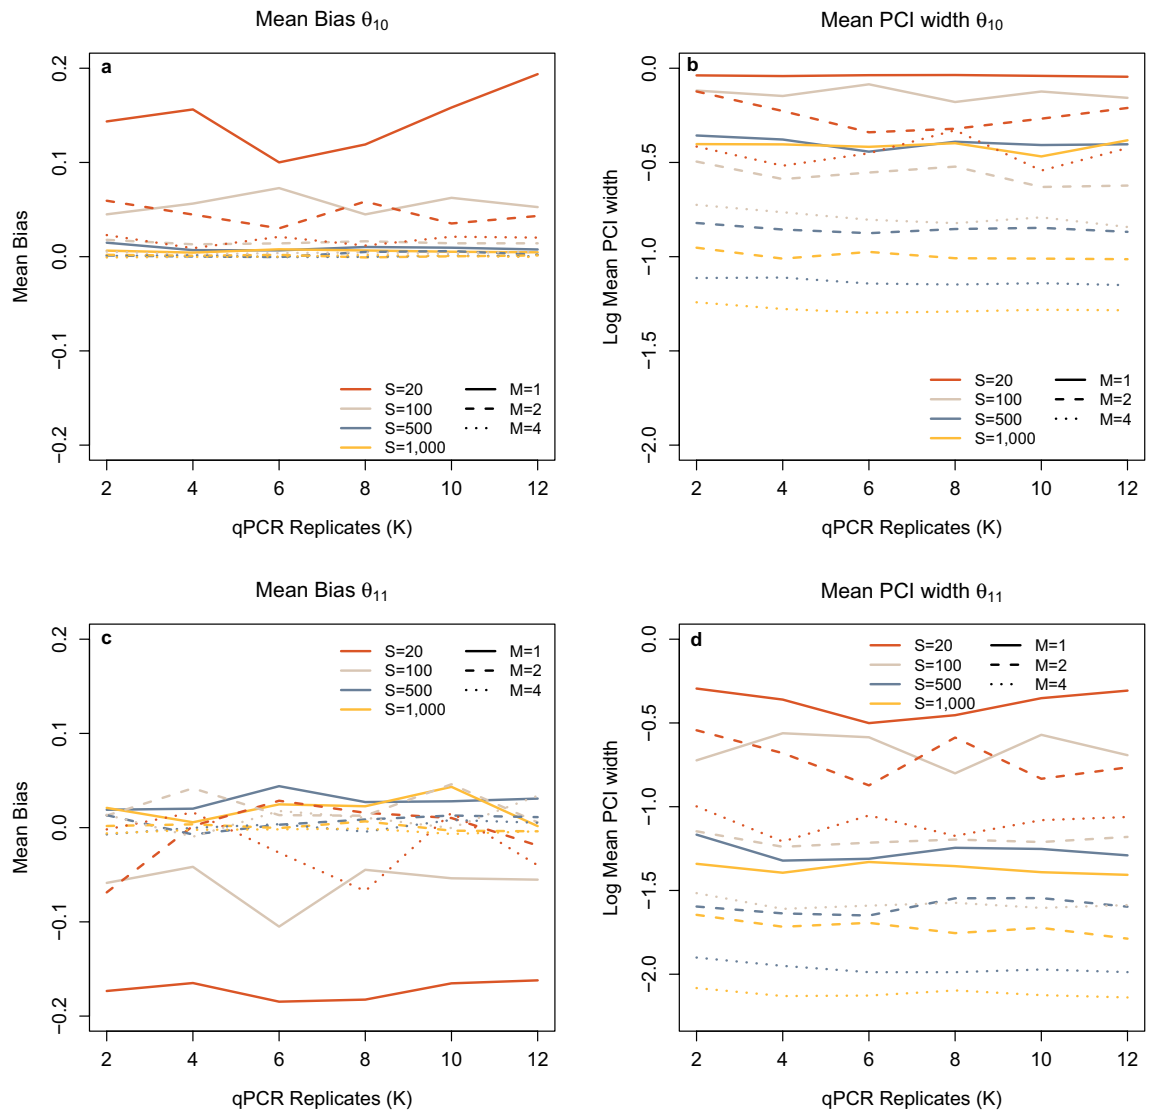 Mean Bias θ10
a
0.2
0.1
0.0
−0.1
−0.2
Mean Bias
S=20 M=1
S=100 M=2
S=500 M=4
S=1,000
2 4 6 8 10 12
qPCR Replicates (K)
Mean PCI width θ10
b
0.0
−0.5
−1.0
−1.5
−2.0
Log Mean PCI width
S=20 M=1
S=100 M=2
S=500 M=4
S=1,000
2 4 6 8 10 12
qPCR Replicates (K)
Mean Bias θ11
c
0.2
0.1
0.0
−0.1
−0.2
Mean Bias
S=20 M=1
S=100 M=2
S=500 M=4
S=1,000
2 4 6 8 10 12
qPCR Replicates (K)
Mean PCI width θ11
d
0.0
−0.5
−1.0
−1.5
−2.0
Log Mean PCI width
S=20 M=1
S=100 M=2
S=500 M=4
S=1,000
2 4 6 8 10 12
qPCR Replicates (K)